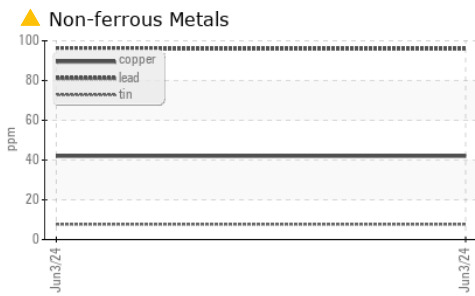 Non-ferrous Metals
100
80
60
40
20
0
ppm
copper
lead
tin
Jun3/24
Jun3/24